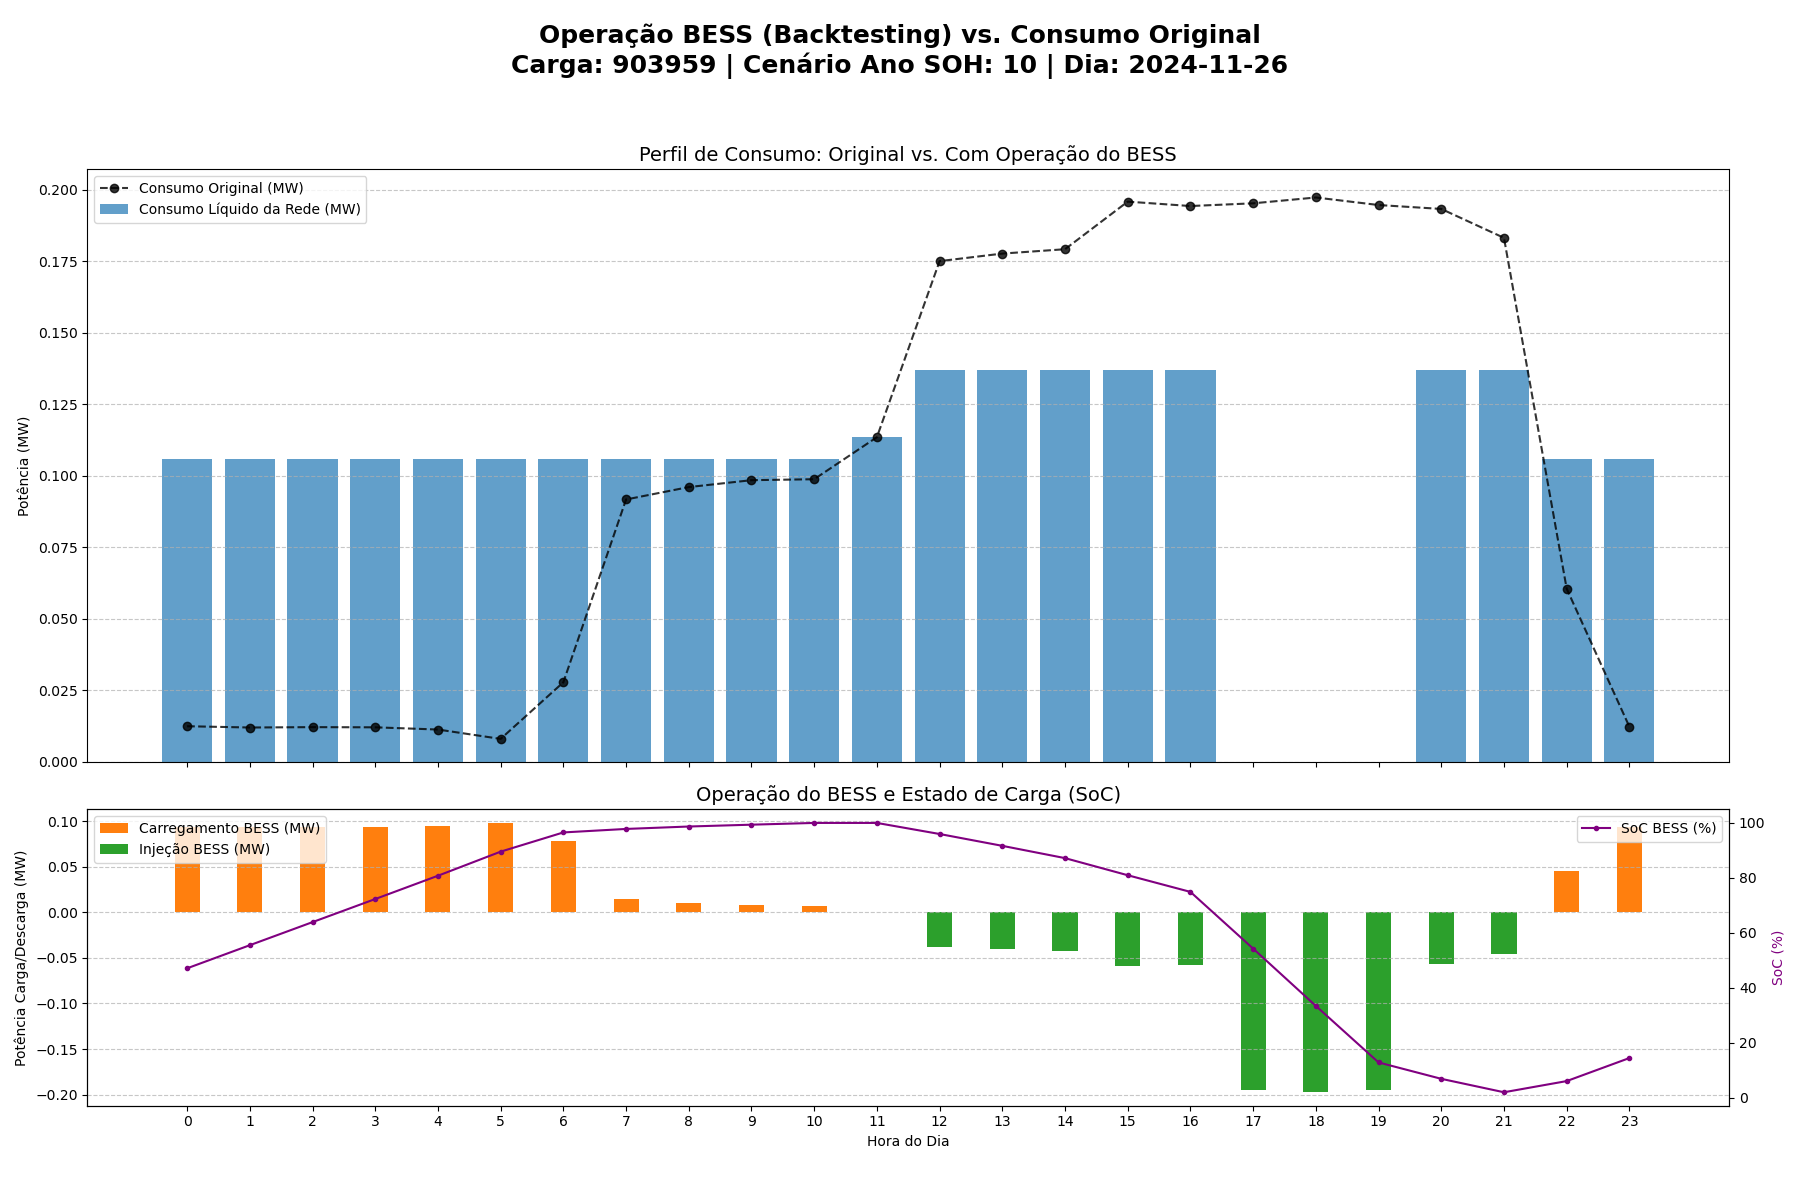 Operação BESS (Backtesting) vs. Consumo Original
Carga: 903959 | Cenário Ano SOH: 10 | Dia: 2024-11-26
Perfil de Consumo: Original vs. Com Operação do BESS
Consumo Original (MW)
Consumo Líquido da Rede (MW)
Potência (MW)
0.200
0.175
0.150
0.125
0.100
0.075
0.050
0.025
0.000
Operação do BESS e Estado de Carga (SoC)
Carregamento BESS (MW)
Injeção BESS (MW)
SoC BESS (%)
Potência Carga/Descarga (MW)
0.10
0.05
0.00
−0.05
−0.10
−0.15
−0.20
100
80
60
40
20
0
SoC (%)
0 1 2 3 4 5 6 7 8 9 10 11 12 13 14 15 16 17 18 19 20 21 22 23
Hora do Dia